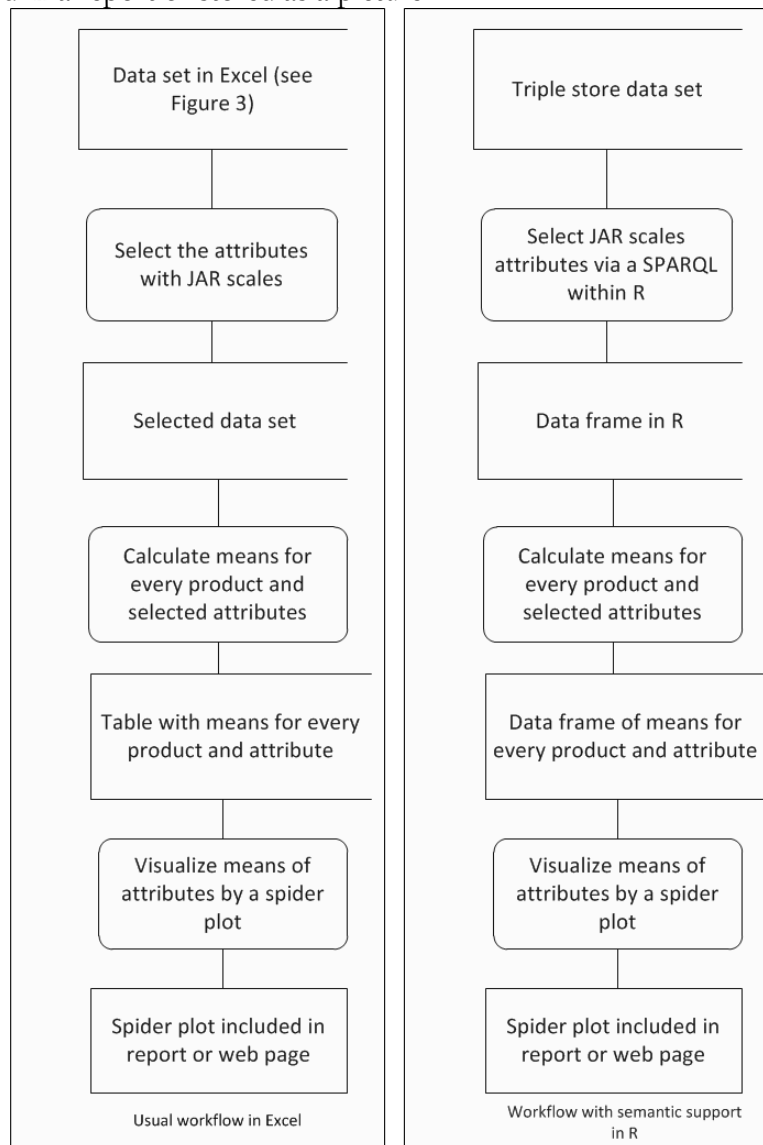 Data set in Excel (see
Figure 3)
Select the attributes
with JAR scales
Selected data set
Calculate means for
every product and
selected attributes
Table with means for every
product and attribute
Visualize means of
attributes by a spider
plot
Spider plot included in
report or web page
Usual workflow in Excel
Triple store data set
Select JAR scales
attributes via a SPARQL
within R
Data frame in R
Calculate means for
every product and
selected attributes
Data frame of means for
every product and attribute
Visualize means of
attributes by a spider
plot
Spider plot included in
report or web page
Workflow with semantic support
in R